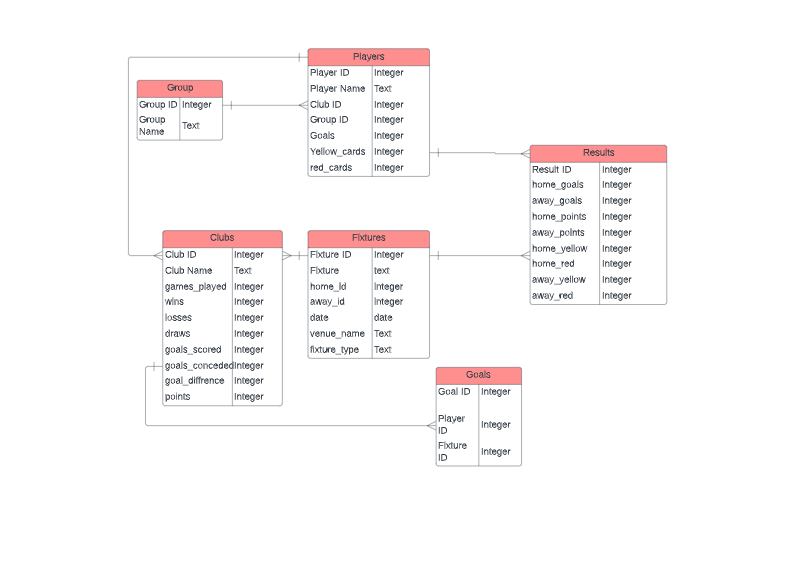 Players
Player ID Integer
Player Name Text
Club ID Integer
Group ID Integer
Goals Integer
Yellow_cards Integer
red_cards Integer
Group
Group ID Integer
Group
Name Text
Results
Result ID Integer
home_goals Integer
away_goals Integer
home_points Integer
away_points Integer
home_yellow Integer
home_red Integer
away_yellow Integer
away_red Integer
Clubs
Club ID Integer
Club Name Text
games_played Integer
wins Integer
losses Integer
draws Integer
goals_scored Integer
goals_conceded Integer
goal_diffrence Integer
points Integer
Fixtures
Fixture ID Integer
Fixture text
home_id Integer
away_id Integer
date date
venue_name Text
fixture_type Text
Goals
Goal ID Integer
Player
ID Integer
Fixture
ID Integer